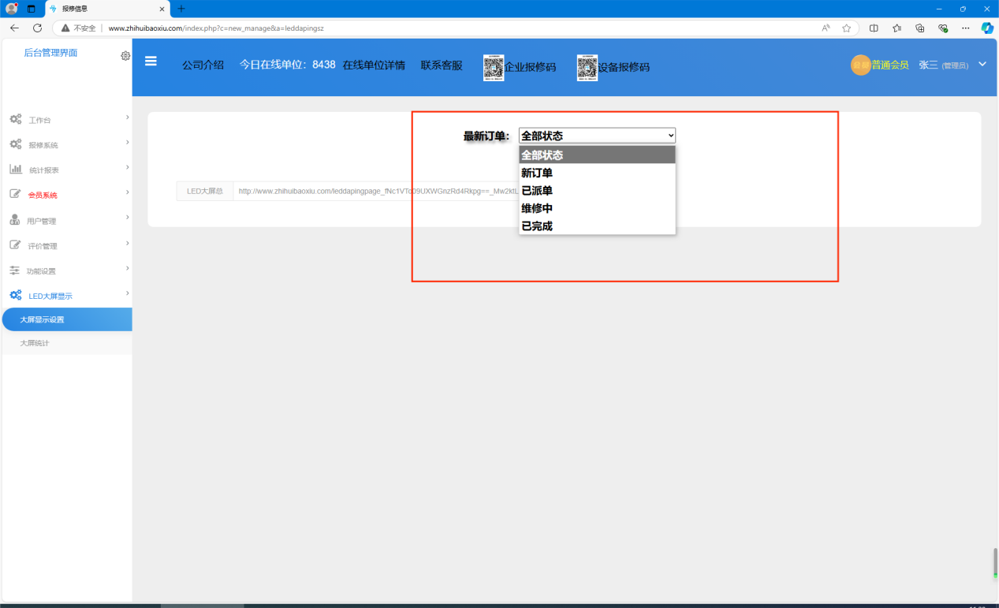 报修信息
不安全 | www.zhihuibaoxiu.com/index.php?c=new_manage&a=leddapingsz
后台管理界面
公司介绍 今日在线单位：8438 在线单位详情 联系客服 企业报修码 设备报修码 普通会员 张三 (管理员)
工作台
报修系统
统计报表
会员系统
用户管理
评价管理
功能设置
LED大屏显示
大屏显示设置
大屏统计
最新订单： 全部状态
全部状态
新订单
已派单
维修中
已完成
LED大屏总 http://www.zhihuibaoxiu.com/leddapingpage_fNc1VTo09UXWGnzRd4Rkpg==_Mw2ktL